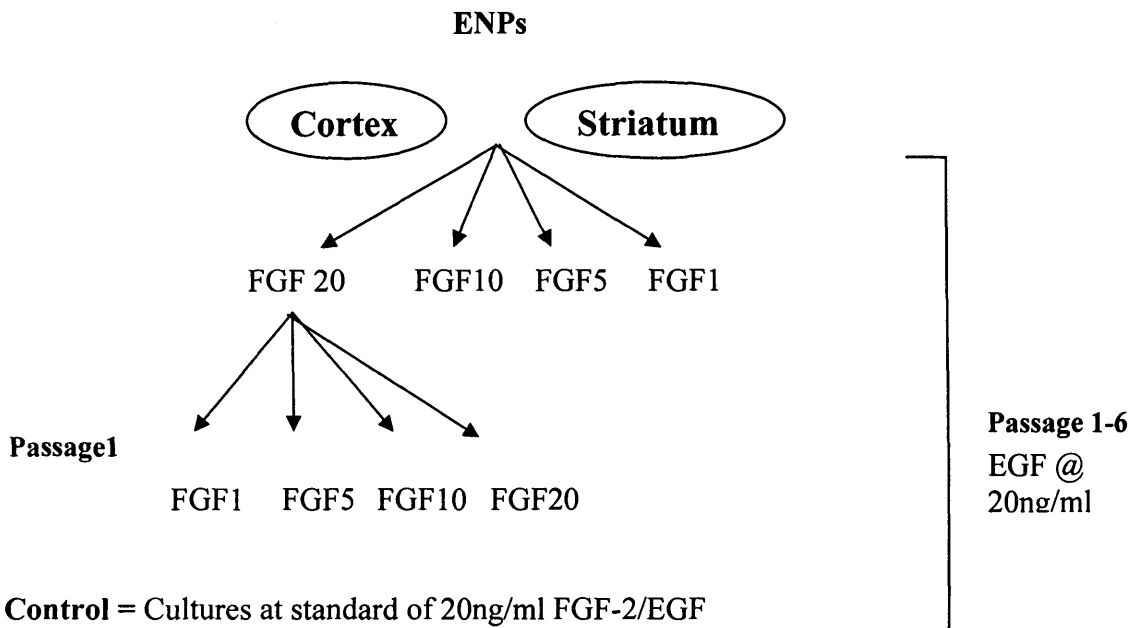 ENPs
Cortex Striatum
FGF 20 FGF10 FGF5 FGF1
Passage1
FGF1 FGF5 FGF10 FGF20
Passage 1-6
EGF @
20ng/ml
Control = Cultures at standard of 20ng/ml FGF-2/EGF